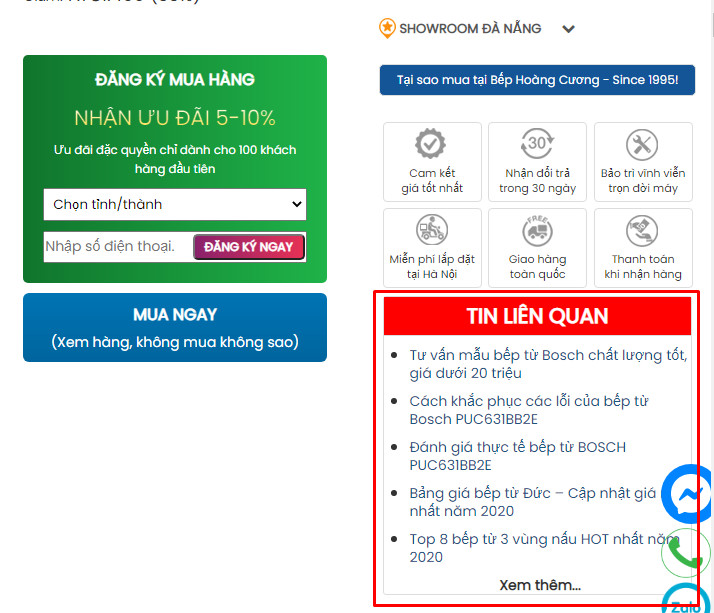 SHOWROOM ĐÀ NẴNG
ĐĂNG KÝ MUA HÀNG
NHẬN ƯU ĐÃI 5-10%
Ưu đãi đặc quyền chỉ dành cho 100 khách
hàng đầu tiên
Chọn tỉnh/thành
Nhập số điện thoại.
ĐĂNG KÝ NGAY
MUA NGAY
(Xem hàng, không mua không sao)
Tại sao mua tại Bếp Hoàng Cương - Since 1995!
Cam kết
giá tốt nhất
30
Nhận đổi trả
trong 30 ngày
Bảo trì vĩnh viễn
trọn đời máy
Miễn phí lắp đặt
tại Hà Nội
FREE
Giao hàng
toàn quốc
Thanh toán
khi nhận hàng
TIN LIÊN QUAN
Tư vấn mẫu bếp từ Bosch chất lượng tốt,
giá dưới 20 triệu
Cách khắc phục các lỗi của bếp từ
Bosch PUC631BB2E
Đánh giá thực tế bếp từ BOSCH
PUC631BB2E
Bảng giá bếp từ Đức – Cập nhật giá
nhất năm 2020
Top 8 bếp từ 3 vùng nấu HOT nhất năm
2020
Xem thêm...
Zalo